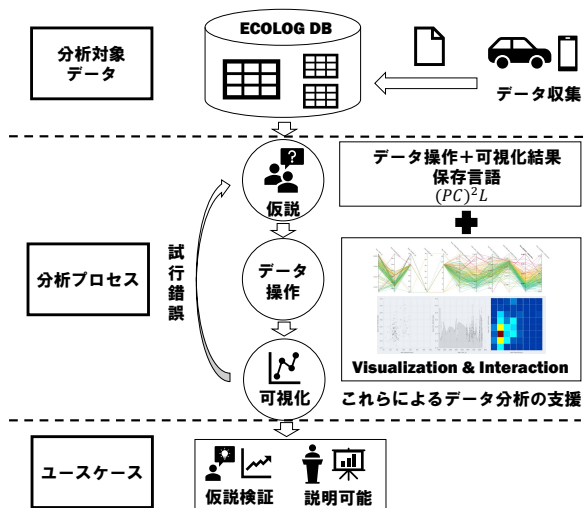 分析対象
データ
ECOLOG DB
データ収集
分析プロセス
試行錯誤
仮説
データ
操作
可視化
データ操作＋可視化結果
保存言語
(PC)²L
Visualization & Interaction
これらによるデータ分析の支援
ユースケース
仮説検証
説明可能